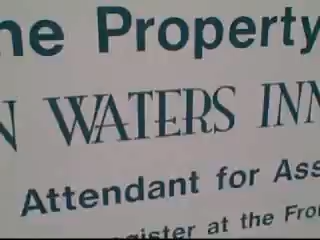 he Property
N WATERS INN
Attendant for Ass
gister at the Fro